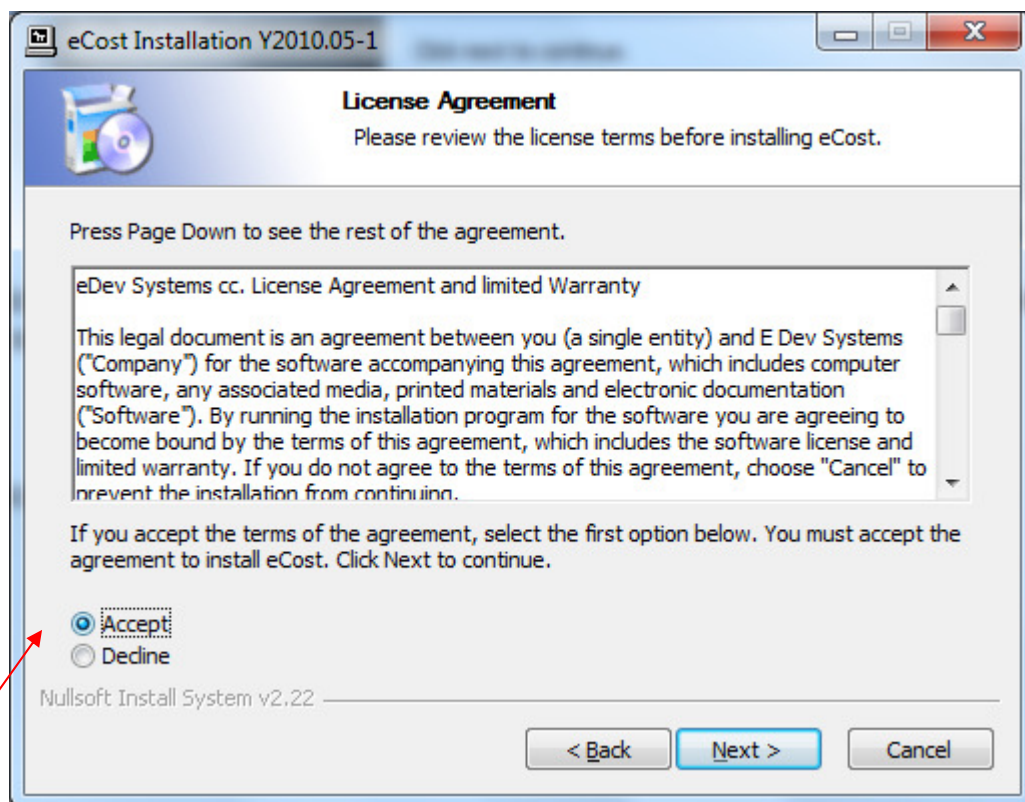 eCost Installation Y2010.05-1
Click next to continue.
License Agreement
Please review the license terms before installing eCost.
Press Page Down to see the rest of the agreement.
eDev Systems cc. License Agreement and limited Warranty
This legal document is an agreement between you (a single entity) and E Dev Systems
("Company") for the software accompanying this agreement, which includes computer
software, any associated media, printed materials and electronic documentation
("Software"). By running the installation program for the software you are agreeing to
become bound by the terms of this agreement, which includes the software license and
limited warranty. If you do not agree to the terms of this agreement, choose "Cancel" to
prevent the installation from continuing.
If you accept the terms of the agreement, select the first option below. You must accept the
agreement to install eCost. Click Next to continue.
Accept
Decline
Nullsoft Install System v2.22
< Back
Next >
Cancel